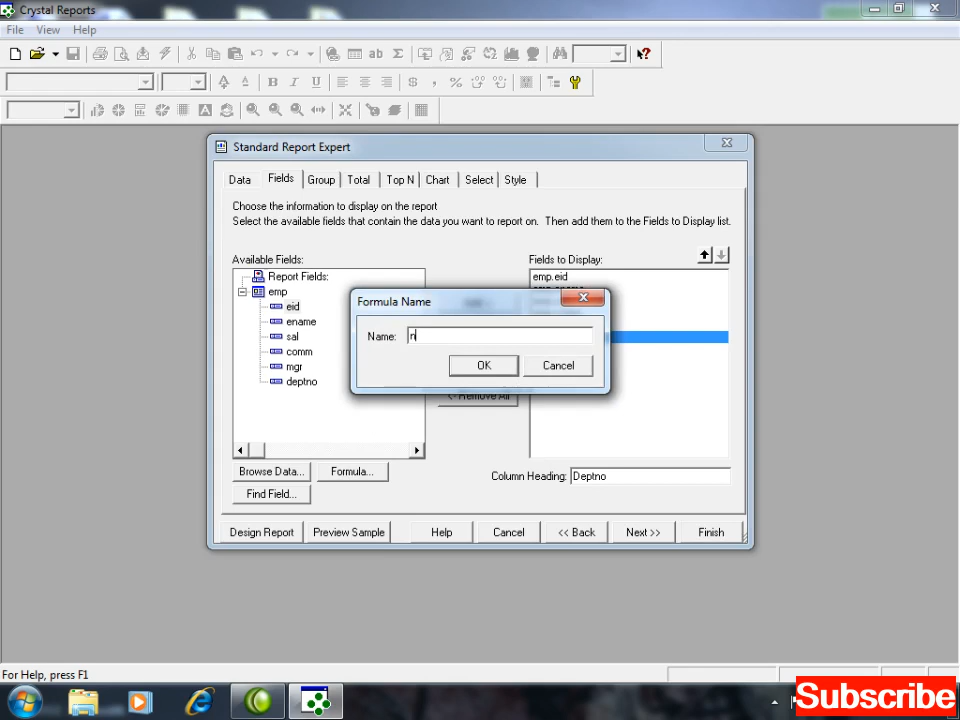 Crystal Reports
File View Help
ab Σ
B I U $ , %
A
Standard Report Expert
Data Fields Group Total Top N Chart Select Style
Choose the information to display on the report
Select the available fields that contain the data you want to report on. Then add them to the Fields to Display list.
Available Fields:
Fields to Display:
Report Fields:
emp
eid
ename
sal
comm
mgr
deptno
emp.eid
Formula Name
Name: n
OK Cancel
<- Remove All
Browse Data... Formula...
Find Field...
Column Heading: Deptno
Design Report Preview Sample Help Cancel << Back Next >> Finish
For Help, press F1
Subscribe